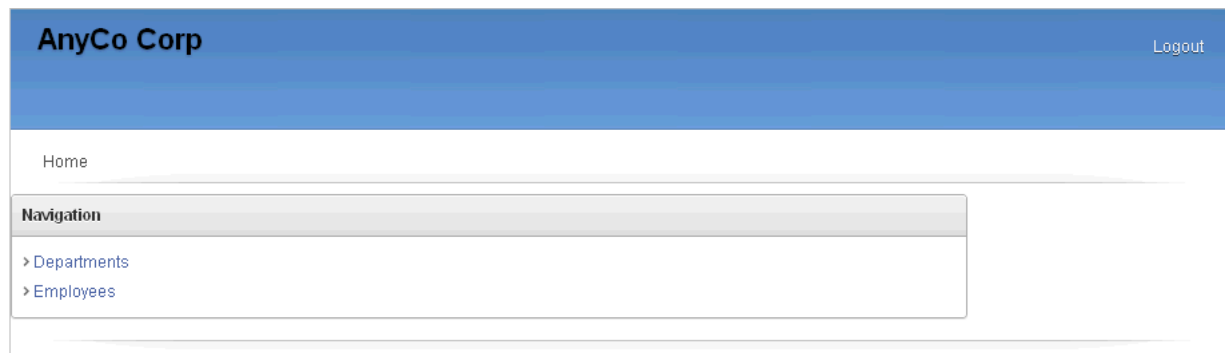 AnyCo Corp
Logout
Home
Navigation
Departments
Employees